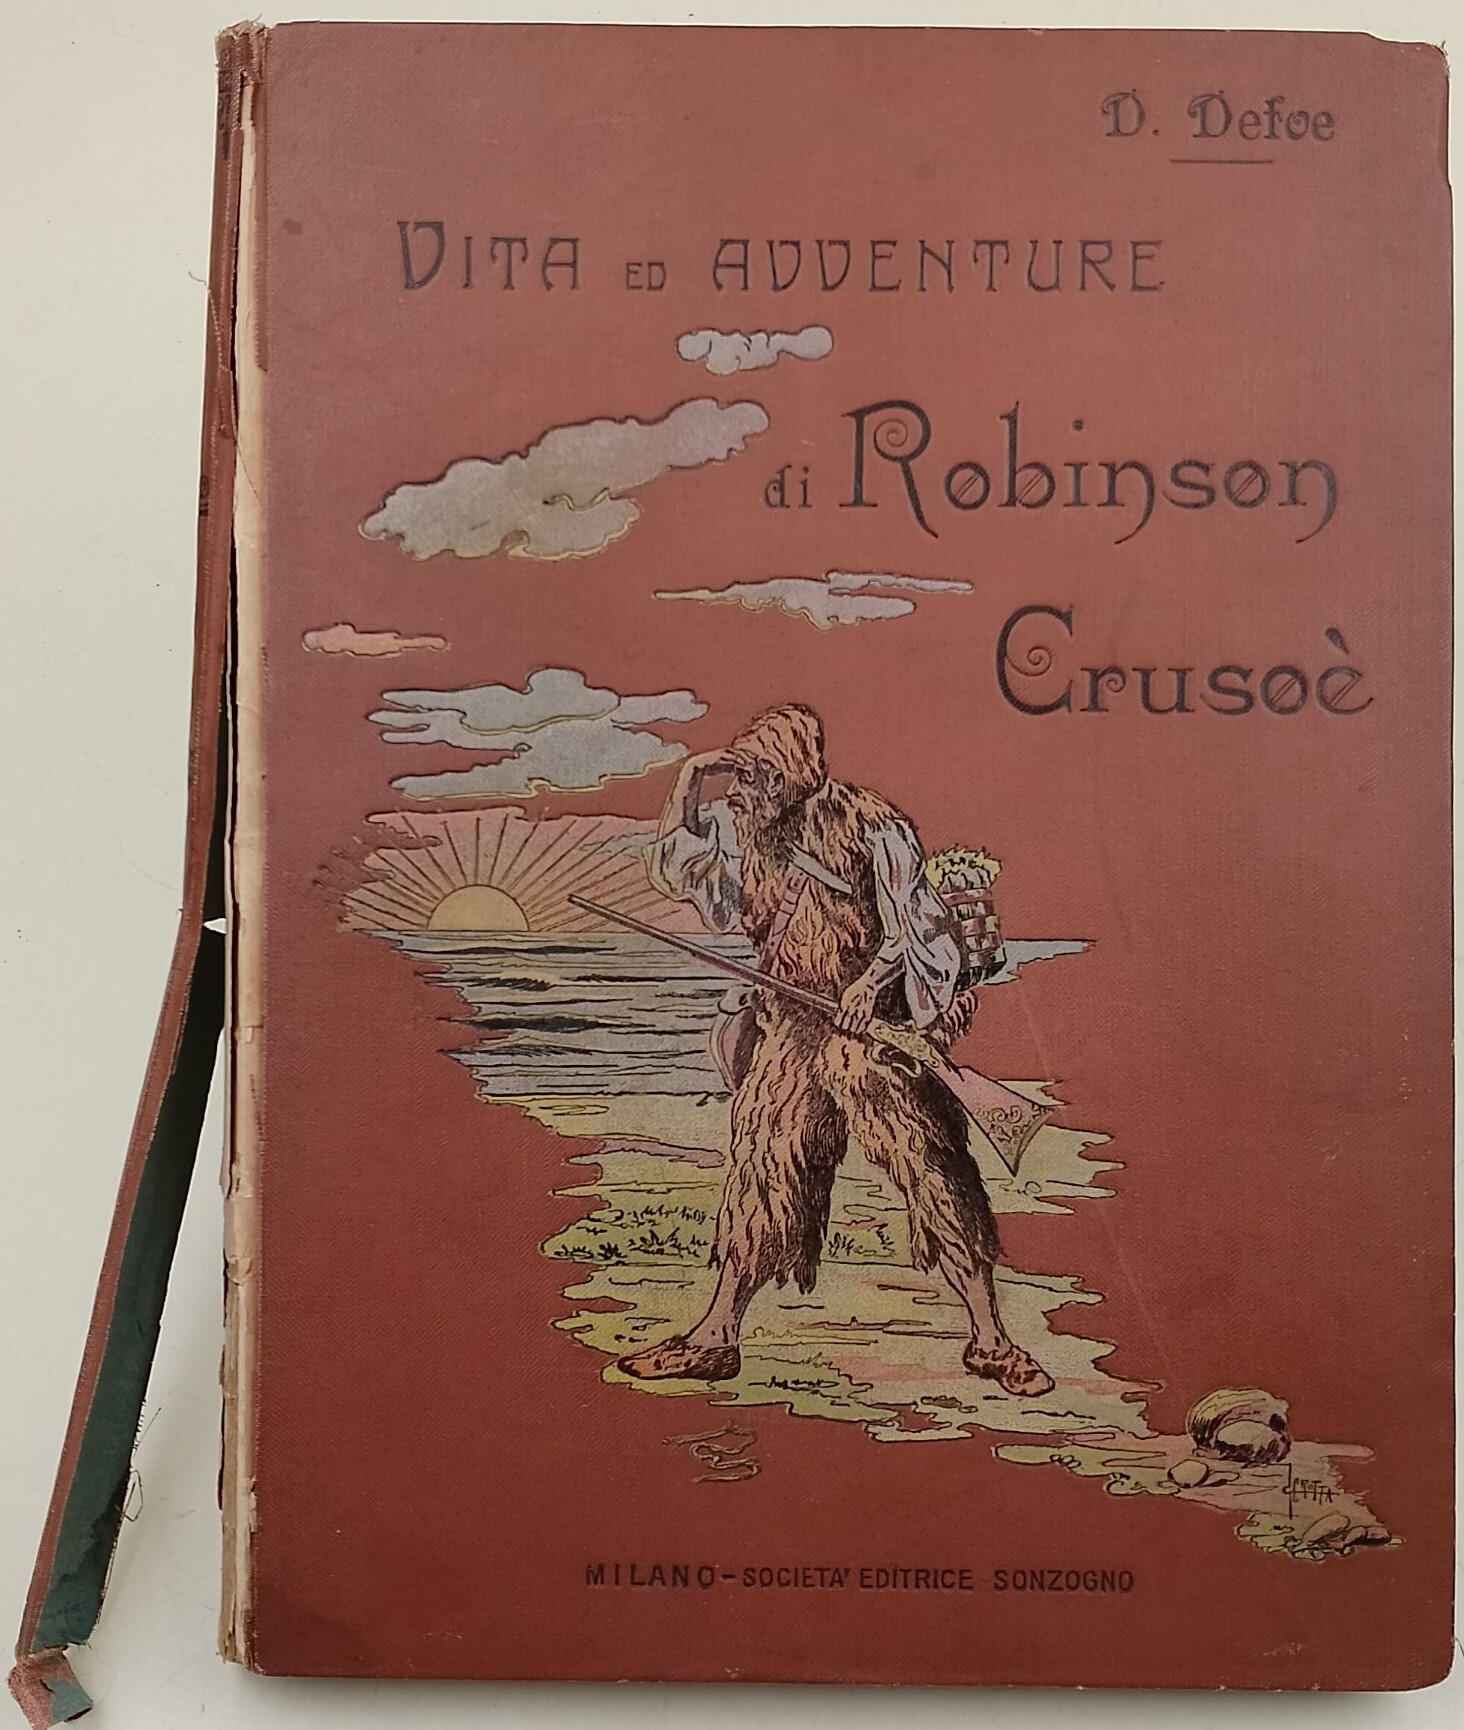 D. Defoe
VITA ED AVVENTURE
di Robinson
Crusoè
MILANO - SOCIETA' EDITRICE SONZOGNO